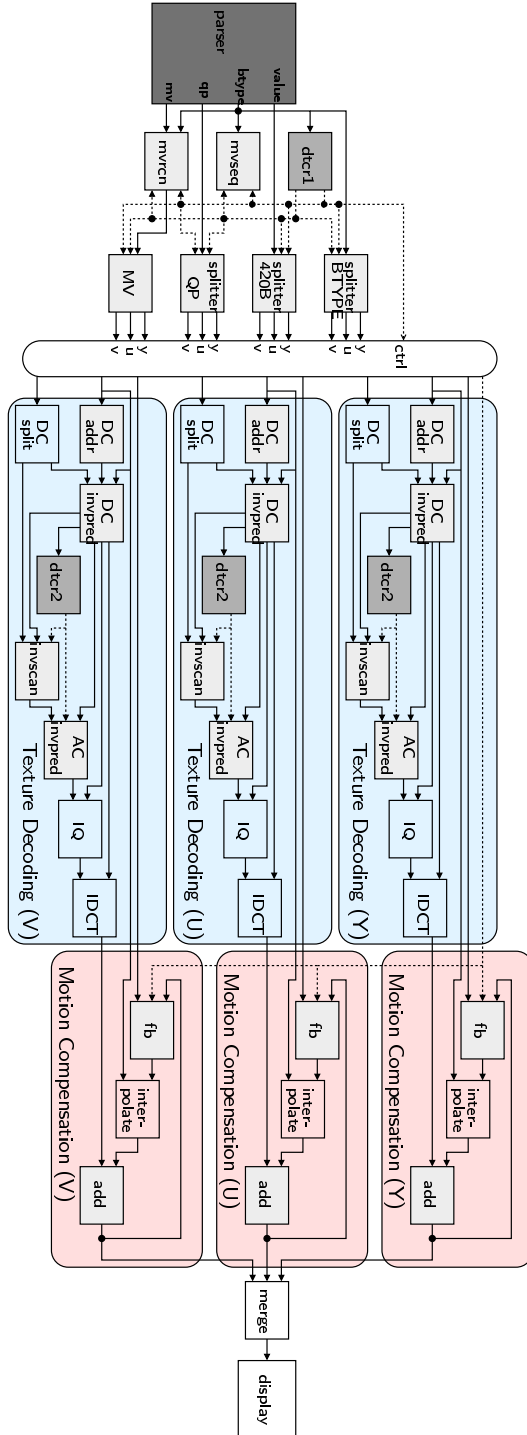 parser
mv
qp
btype
value
mvrcn
mvseq
dtcr1
MV
splitter
QP
splitter
420B
splitter
BTYPE
v
u
y
v
u
y
v
u
y
v
u
y
ctrl
DC
split
DC
addr
DC
invpred
dtcr2
invscan
AC
invpred
IQ
IDCT
Texture Decoding (V)
DC
split
DC
addr
DC
invpred
dtcr2
invscan
AC
invpred
IQ
IDCT
Texture Decoding (U)
DC
split
DC
addr
DC
invpred
dtcr2
invscan
AC
invpred
IQ
IDCT
Texture Decoding (Y)
fb
inter-
polate
add
Motion Compensation (V)
fb
inter-
polate
add
Motion Compensation (U)
fb
inter-
polate
add
Motion Compensation (Y)
merge
display